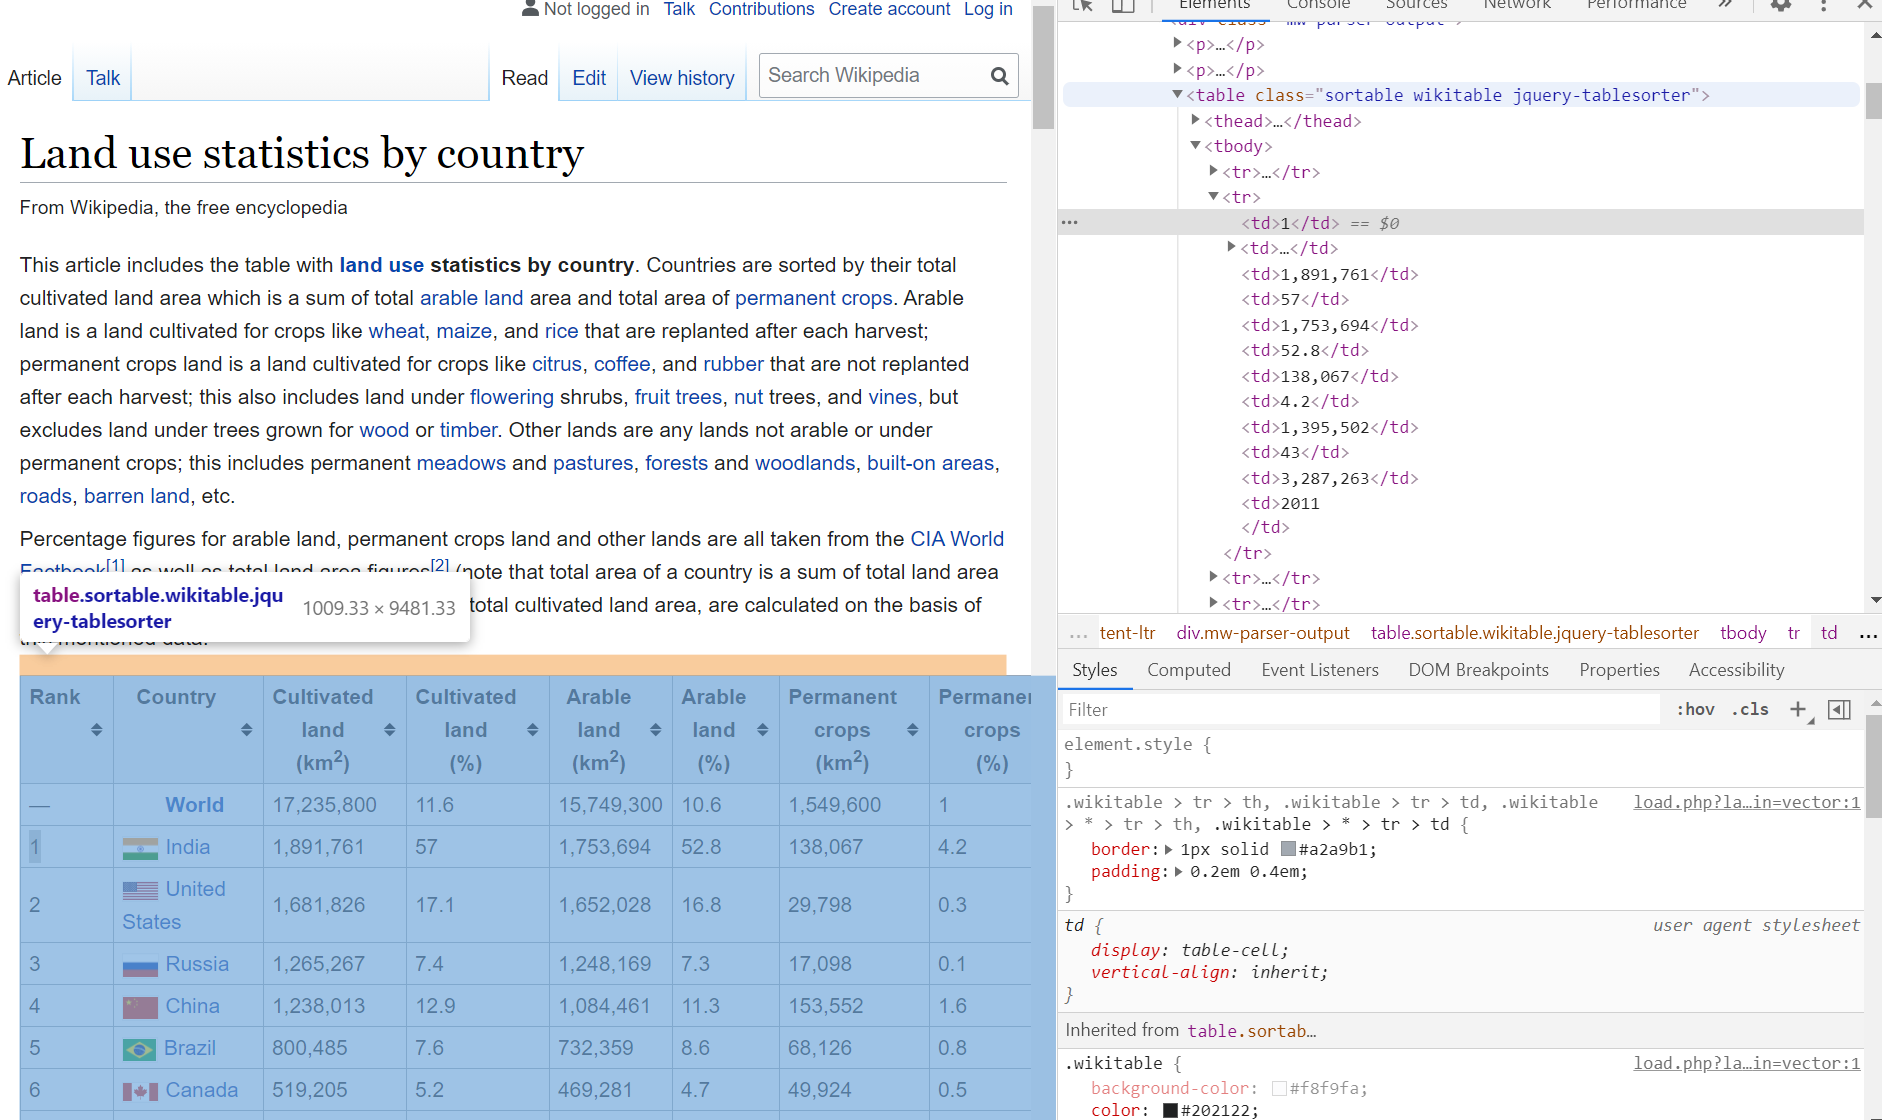 Not logged in Talk Contributions Create account Log in
Article Talk Read Edit View history Search Wikipedia
Land use statistics by country
From Wikipedia, the free encyclopedia
This article includes the table with land use statistics by country. Countries are sorted by their total
cultivated land area which is a sum of total arable land area and total area of permanent crops. Arable
land is a land cultivated for crops like wheat, maize, and rice that are replanted after each harvest;
permanent crops land is a land cultivated for crops like citrus, coffee, and rubber that are not replanted
after each harvest; this also includes land under flowering shrubs, fruit trees, nut trees, and vines, but
excludes land under trees grown for wood or timber. Other lands are any lands not arable or under
permanent crops; this includes permanent meadows and pastures, forests and woodlands, built-on areas,
roads, barren land, etc.
Percentage figures for arable land, permanent crops land and other lands are all taken from the CIA World
Factbook[1] as well as total land area figures[2] (note that total area of a country is a sum of total land area
total cultivated land area, are calculated on the basis of
mentioned data.
table.sortable.wikitable.jqu
ery-tablesorter
1009.33 × 9481.33
Rank Country Cultivated land (km2) Cultivated land (%) Arable land (km2) Arable land (%) Permanent crops (km2) Permanen crops (%)
— World 17,235,800 11.6 15,749,300 10.6 1,549,600 1
1 India 1,891,761 57 1,753,694 52.8 138,067 4.2
2 United States 1,681,826 17.1 1,652,028 16.8 29,798 0.3
3 Russia 1,265,267 7.4 1,248,169 7.3 17,098 0.1
4 China 1,238,013 12.9 1,084,461 11.3 153,552 1.6
5 Brazil 800,485 7.6 732,359 8.6 68,126 0.8
6 Canada 519,205 5.2 469,281 4.7 49,924 0.5
Elements Console Sources Network Performance »
<div class="mw-parser-output">
<p>…</p>
<p>…</p>
<table class="sortable wikitable jquery-tablesorter">
<thead>…</thead>
<tbody>
<tr>…</tr>
<tr>
<td>1</td> == $0
<td>…</td>
<td>1,891,761</td>
<td>57</td>
<td>1,753,694</td>
<td>52.8</td>
<td>138,067</td>
<td>4.2</td>
<td>1,395,502</td>
<td>43</td>
<td>3,287,263</td>
<td>2011
</td>
</tr>
<tr>…</tr>
<tr>…</tr>
… tent-ltr div.mw-parser-output table.sortable.wikitable.jquery-tablesorter tbody tr td …
Styles Computed Event Listeners DOM Breakpoints Properties Accessibility
Filter :hov .cls +
element.style {
}
.wikitable > tr > th, .wikitable > tr > td, .wikitable load.php?la…in=vector:1
> * > tr > th, .wikitable > * > tr > td {
border: 1px solid #a2a9b1;
padding: 0.2em 0.4em;
}
td { user agent stylesheet
display: table-cell;
vertical-align: inherit;
}
Inherited from table.sortab…
.wikitable { load.php?la…in=vector:1
background-color: #f8f9fa;
color: #202122;